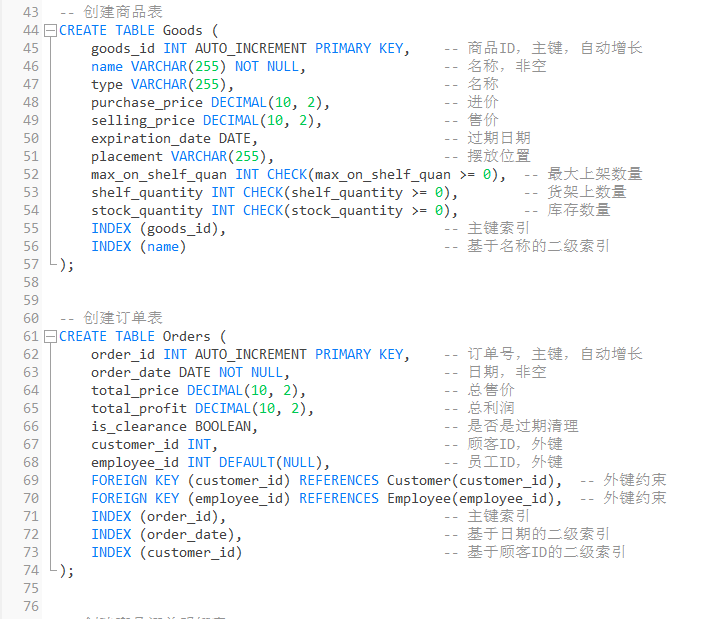 43 -- 创建商品表
44 CREATE TABLE Goods (
45 goods_id INT AUTO_INCREMENT PRIMARY KEY, -- 商品ID，主键，自动增长
46 name VARCHAR(255) NOT NULL, -- 名称，非空
47 type VARCHAR(255), -- 名称
48 purchase_price DECIMAL(10, 2), -- 进价
49 selling_price DECIMAL(10, 2), -- 售价
50 expiration_date DATE, -- 过期日期
51 placement VARCHAR(255), -- 摆放位置
52 max_on_shelf_quan INT CHECK(max_on_shelf_quan >= 0), -- 最大上架数量
53 shelf_quantity INT CHECK(shelf_quantity >= 0), -- 货架上数量
54 stock_quantity INT CHECK(stock_quantity >= 0), -- 库存数量
55 INDEX (goods_id), -- 主键索引
56 INDEX (name) -- 基于名称的二级索引
57 );
58
59
60 -- 创建订单表
61 CREATE TABLE Orders (
62 order_id INT AUTO_INCREMENT PRIMARY KEY, -- 订单号，主键，自动增长
63 order_date DATE NOT NULL, -- 日期，非空
64 total_price DECIMAL(10, 2), -- 总售价
65 total_profit DECIMAL(10, 2), -- 总利润
66 is_clearance BOOLEAN, -- 是否是过期清理
67 customer_id INT, -- 顾客ID，外键
68 employee_id INT DEFAULT(NULL), -- 员工ID，外键
69 FOREIGN KEY (customer_id) REFERENCES Customer(customer_id), -- 外键约束
70 FOREIGN KEY (employee_id) REFERENCES Employee(employee_id), -- 外键约束
71 INDEX (order_id), -- 主键索引
72 INDEX (order_date), -- 基于日期的二级索引
73 INDEX (customer_id) -- 基于顾客ID的二级索引
74 );
75
76